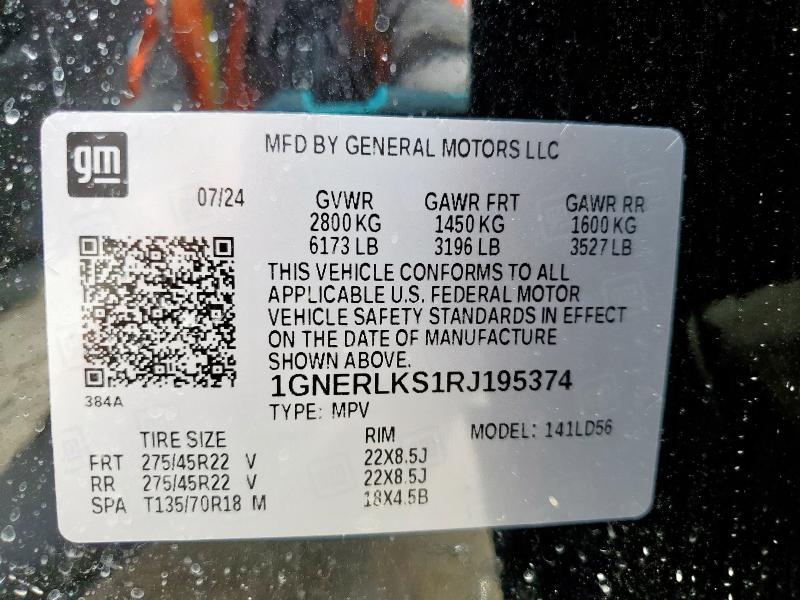 gm
MFD BY GENERAL MOTORS LLC
07/24 GVWR GAWR FRT GAWR RR
2800 KG 1450 KG 1600 KG
6173 LB 3196 LB 3527 LB
THIS VEHICLE CONFORMS TO ALL
APPLICABLE U.S. FEDERAL MOTOR
VEHICLE SAFETY STANDARDS IN EFFECT
ON THE DATE OF MANUFACTURE
SHOWN ABOVE.
1GNERLKS1RJ195374
384A
TYPE: MPV MODEL: 141LD56
TIRE SIZE RIM
FRT 275/45R22 V 22X8.5J
RR 275/45R22 V 22X8.5J
SPA T135/70R18 M 18X4.5B